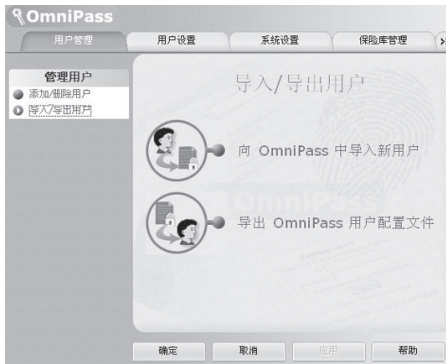 OmniPass
用户管理 用户设置 系统设置 保险库管理
管理用户
添加/删除用户
导入/导出用户
导入/导出用户
向 OmniPass 中导入新用户
导出 OmniPass 用户配置文件
确定 取消 应用 帮助